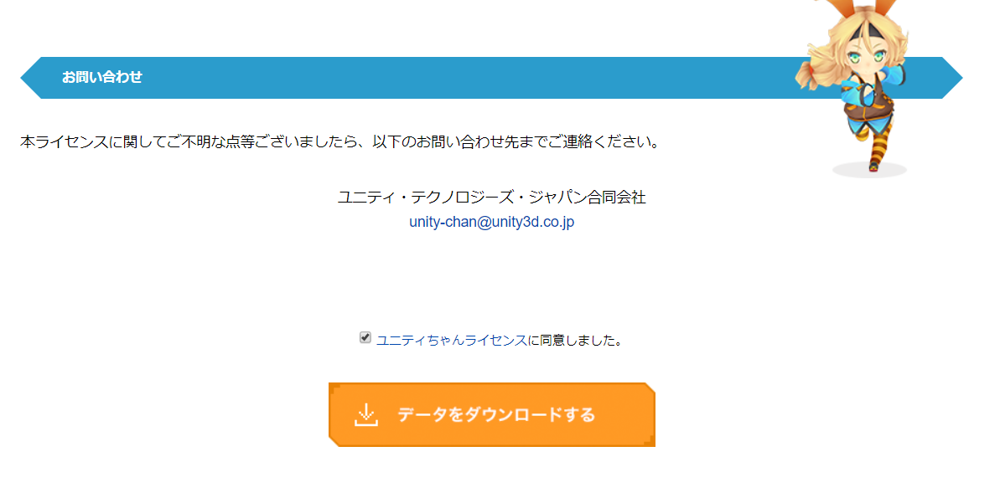 お問い合わせ
本ライセンスに関してご不明な点等ございましたら、以下のお問い合わせ先までご連絡ください。
ユニティ・テクノロジーズ・ジャパン合同会社
unity-chan@unity3d.co.jp
ユニティちゃんライセンスに同意しました。
データをダウンロードする